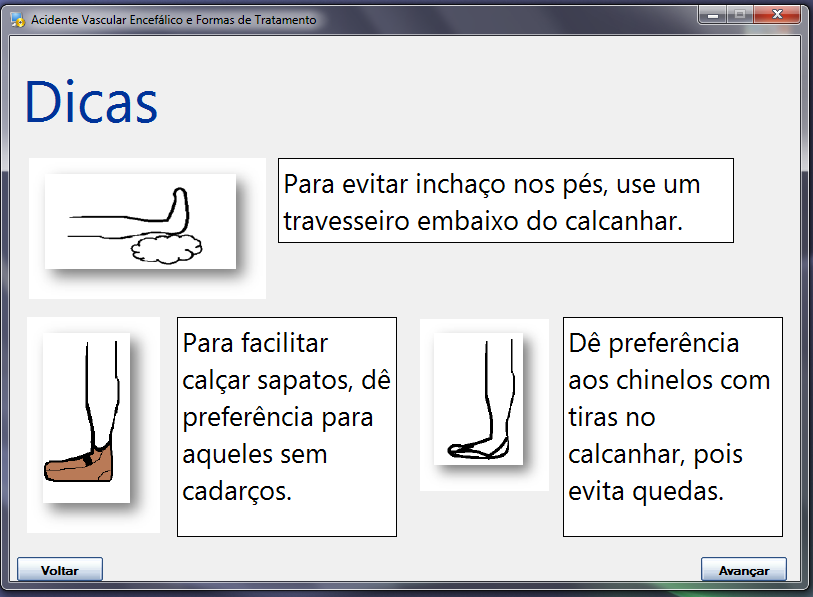 Acidente Vascular Encefálico e Formas de Tratamento
Dicas
Para evitar inchaço nos pés, use um
travesseiro embaixo do calcanhar.
Para facilitar
calçar sapatos, dê
preferência para
aqueles sem
cadarços.
Dê preferência
aos chinelos com
tiras no
calcanhar, pois
evita quedas.
Voltar
Avançar